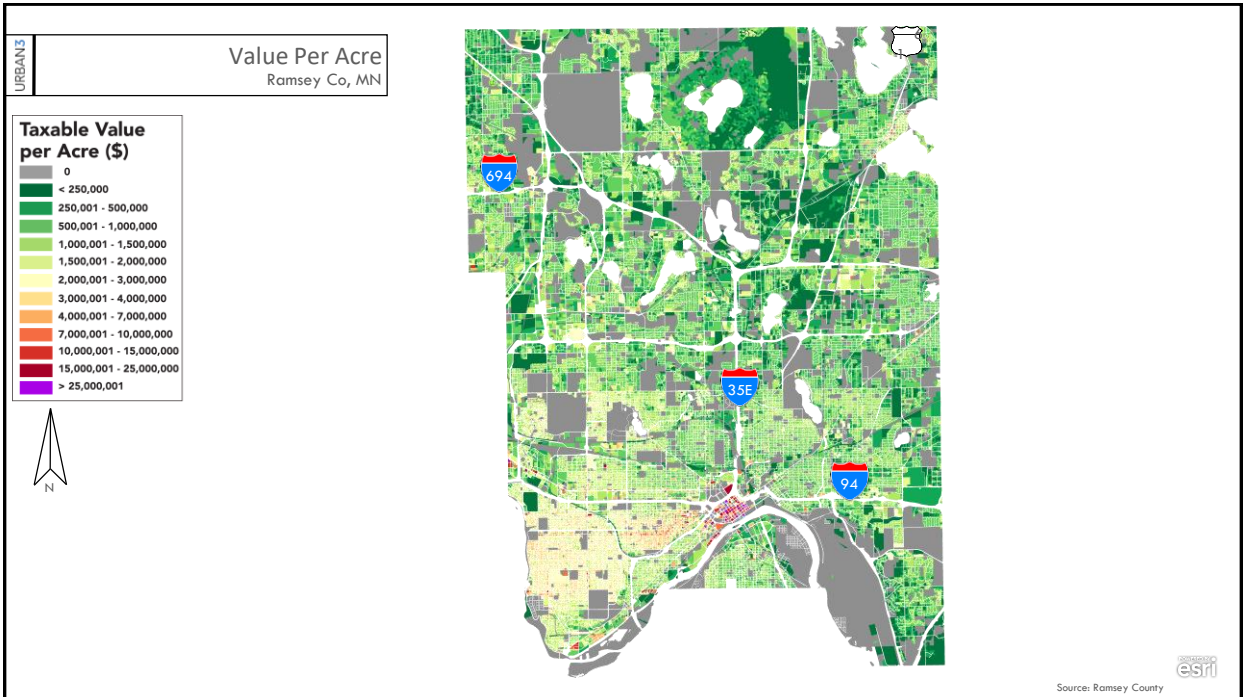 URBAN3
Value Per Acre
Ramsey Co, MN
Taxable Value
per Acre ($)
0
< 250,000
250,001 - 500,000
500,001 - 1,000,000
1,000,001 - 1,500,000
1,500,001 - 2,000,000
2,000,001 - 3,000,000
3,000,001 - 4,000,000
4,000,001 - 7,000,000
7,000,001 - 10,000,000
10,000,001 - 15,000,000
15,000,001 - 25,000,000
> 25,000,001
N
694
35E
94
esri
Source: Ramsey County